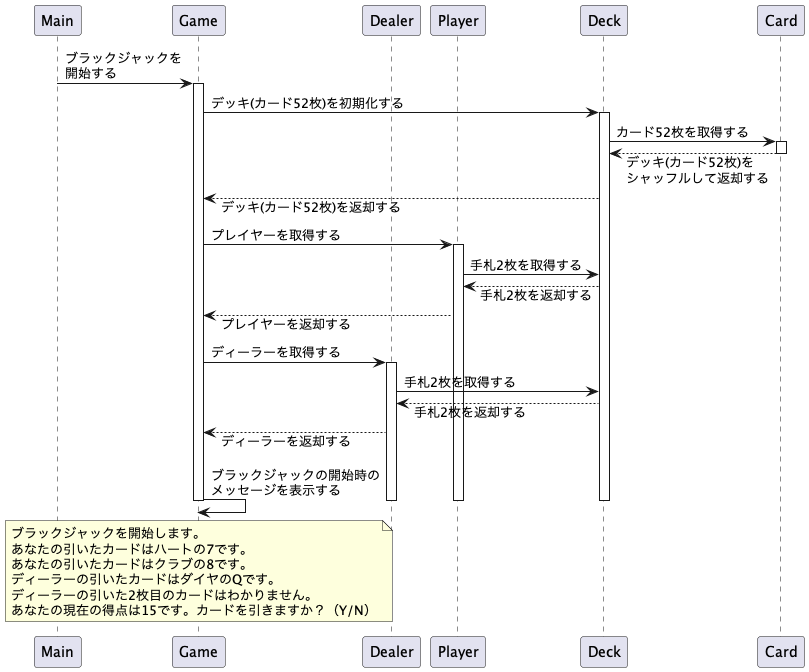 Main Game Dealer Player Deck Card
ブラックジャックを
開始する
デッキ(カード52枚)を初期化する
カード52枚を取得する
デッキ(カード52枚)を
シャッフルして返却する
デッキ(カード52枚)を返却する
プレイヤーを取得する
手札2枚を取得する
手札2枚を返却する
プレイヤーを返却する
ディーラーを取得する
手札2枚を取得する
手札2枚を返却する
ディーラーを返却する
ブラックジャックの開始時の
メッセージを表示する
ブラックジャックを開始します。
あなたの引いたカードはハートの7です。
あなたの引いたカードはクラブの8です。
ディーラーの引いたカードはダイヤのQです。
ディーラーの引いた2枚目のカードはわかりません。
あなたの現在の得点は15です。カードを引きますか？（Y/N）
Main Game Dealer Player Deck Card